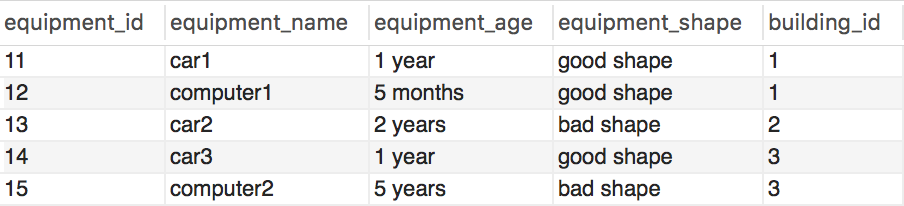 equipment_id equipment_name equipment_age equipment_shape building_id
11 car1 1 year good shape 1
12 computer1 5 months good shape 1
13 car2 2 years bad shape 2
14 car3 1 year good shape 3
15 computer2 5 years bad shape 3